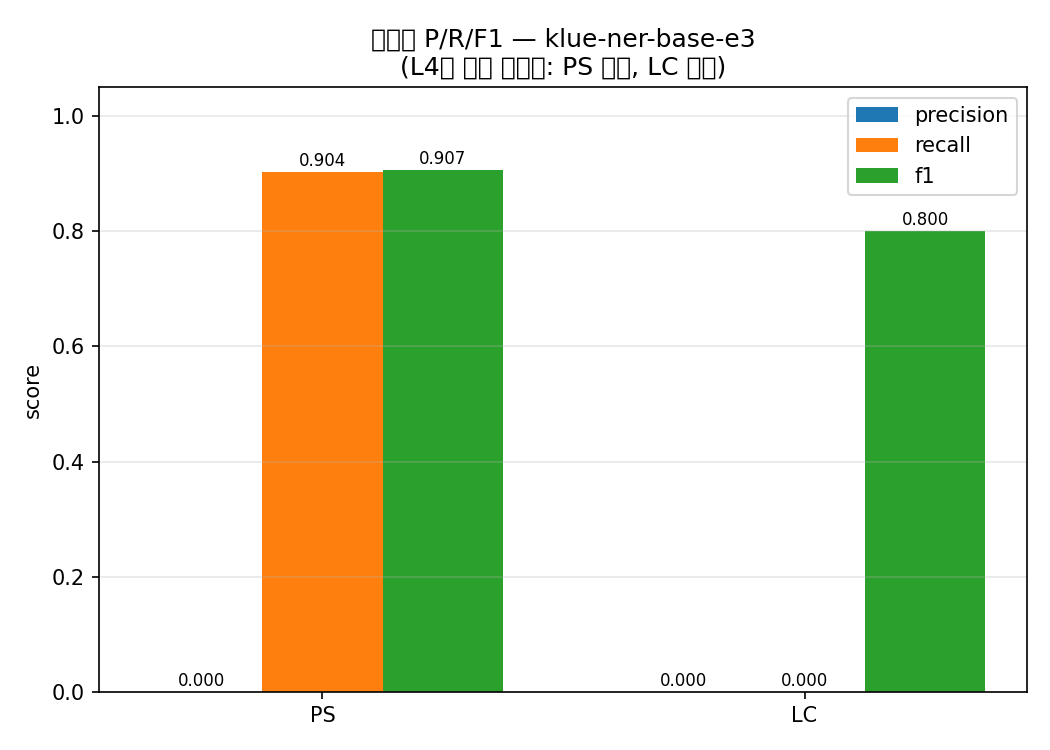 P/R/F1 — klue-ner-base-e3
(L4 : PS , LC )
precision
recall
f1
1.0
0.8
0.6
0.4
0.2
0.0
score
0.000
0.904
0.907
0.000
0.000
0.800
PS
LC